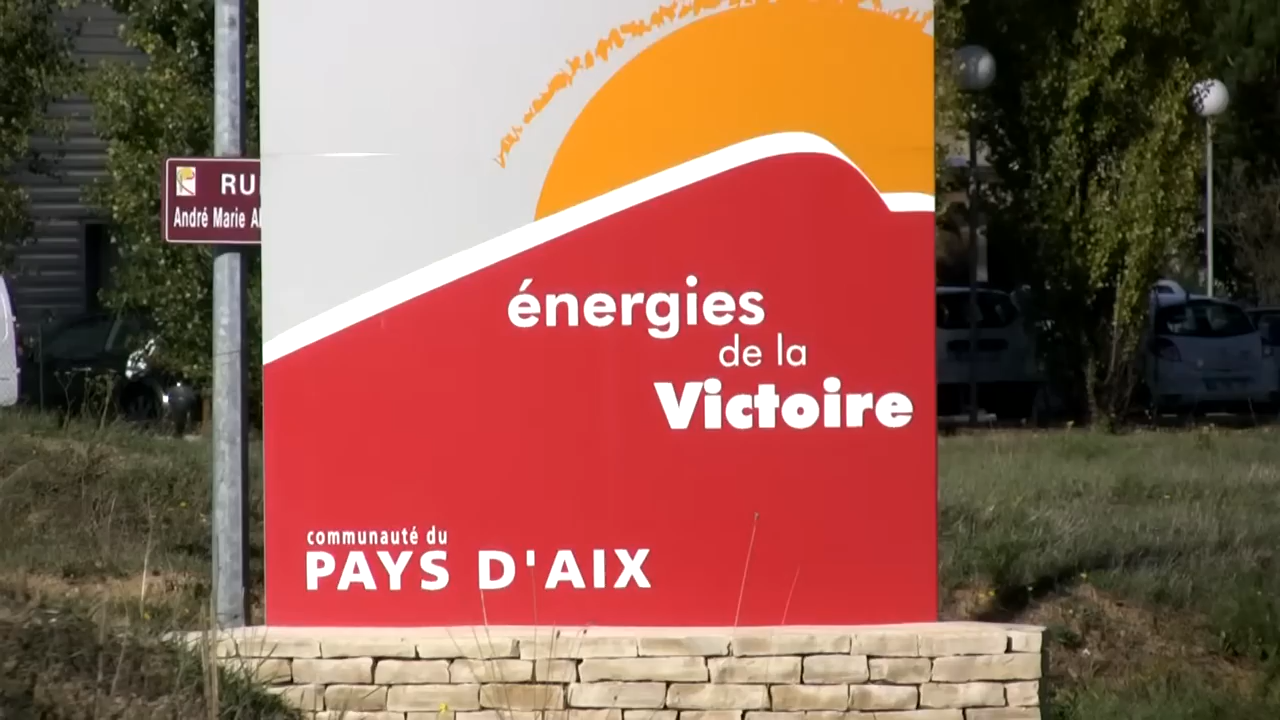 RU
André Marie
énergies
de la
Victoire
communauté du
PAYS D'AIX